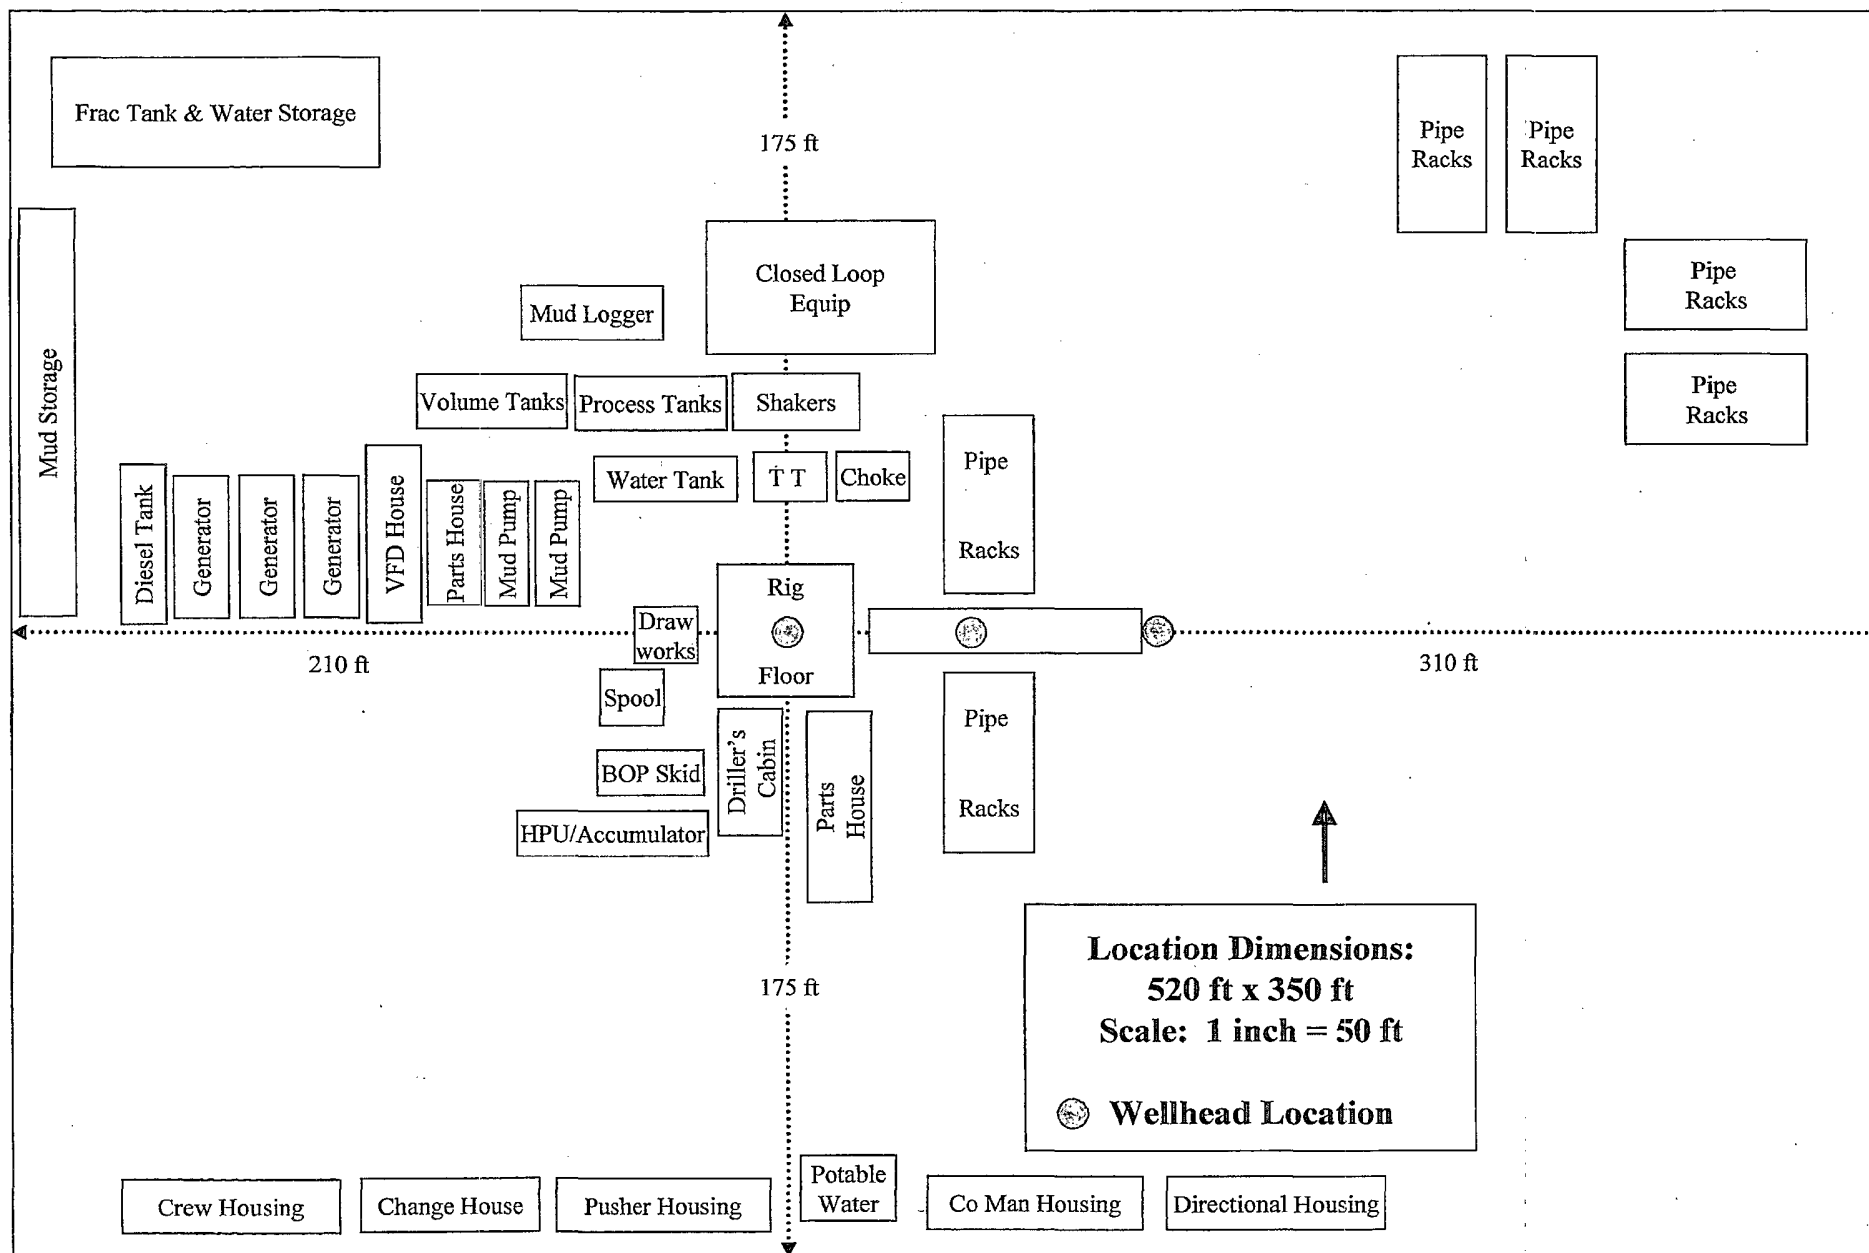 175 ft
Frac Tank & Water Storage
Pipe
Racks
Pipe
Racks
Closed Loop
Equip
Pipe
Racks
Mud Logger
Mud Storage
Volume Tanks
Process Tanks
Shakers
Pipe
Racks
Water Tank
T T
Choke
Pipe
Racks
Diesel Tank
Generator
Generator
Generator
VFD House
Parts House
Mud Pump
Mud Pump
Rig
Floor
Draw
works
210 ft
310 ft
Spool
Driller's
Cabin
Parts
House
Pipe
Racks
BOP Skid
HPU/Accumulator
175 ft
Location Dimensions:
520 ft x 350 ft
Scale: 1 inch = 50 ft
Wellhead Location
Crew Housing
Change House
Pusher Housing
Potable
Water
Co Man Housing
Directional Housing